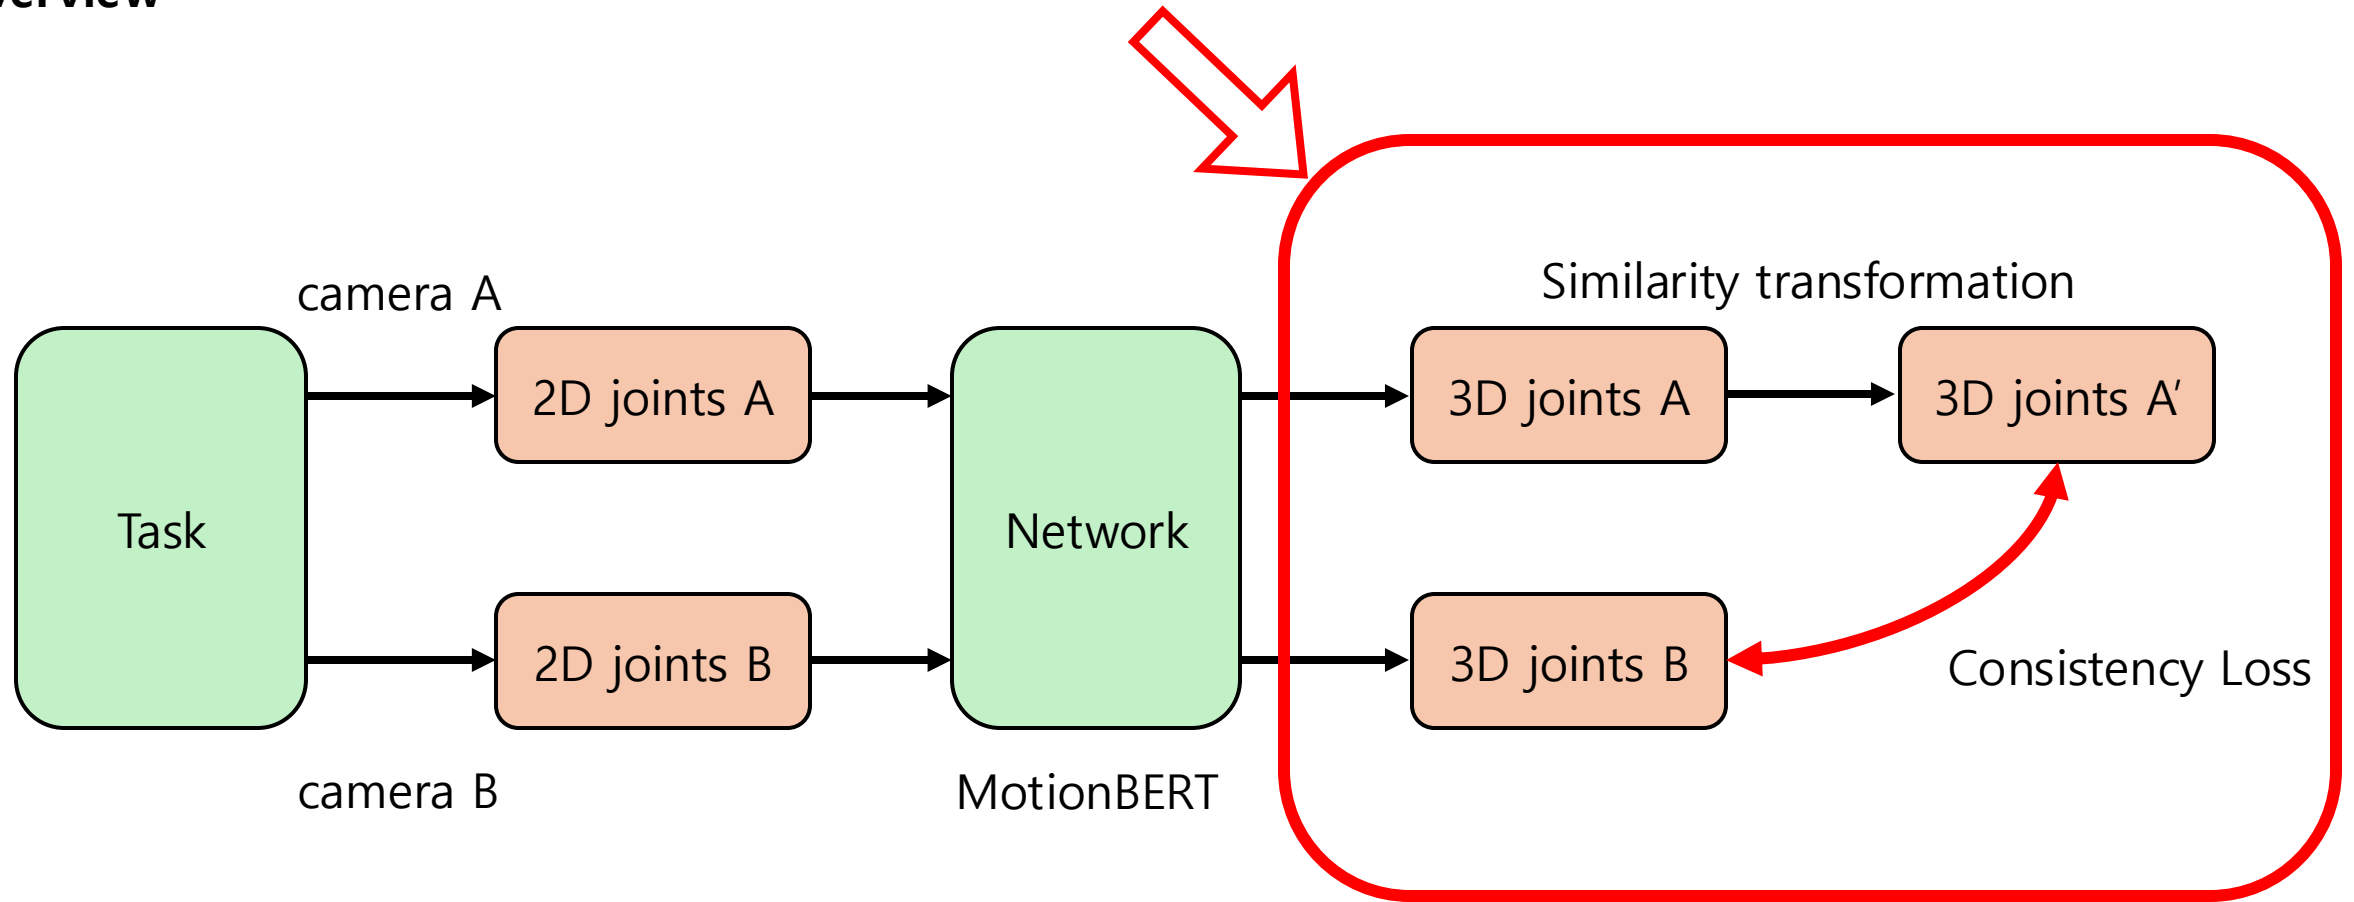 camera A
Similarity transformation
2D joints A
3D joints A
3D joints A′
Task
Network
2D joints B
3D joints B
Consistency Loss
camera B
MotionBERT